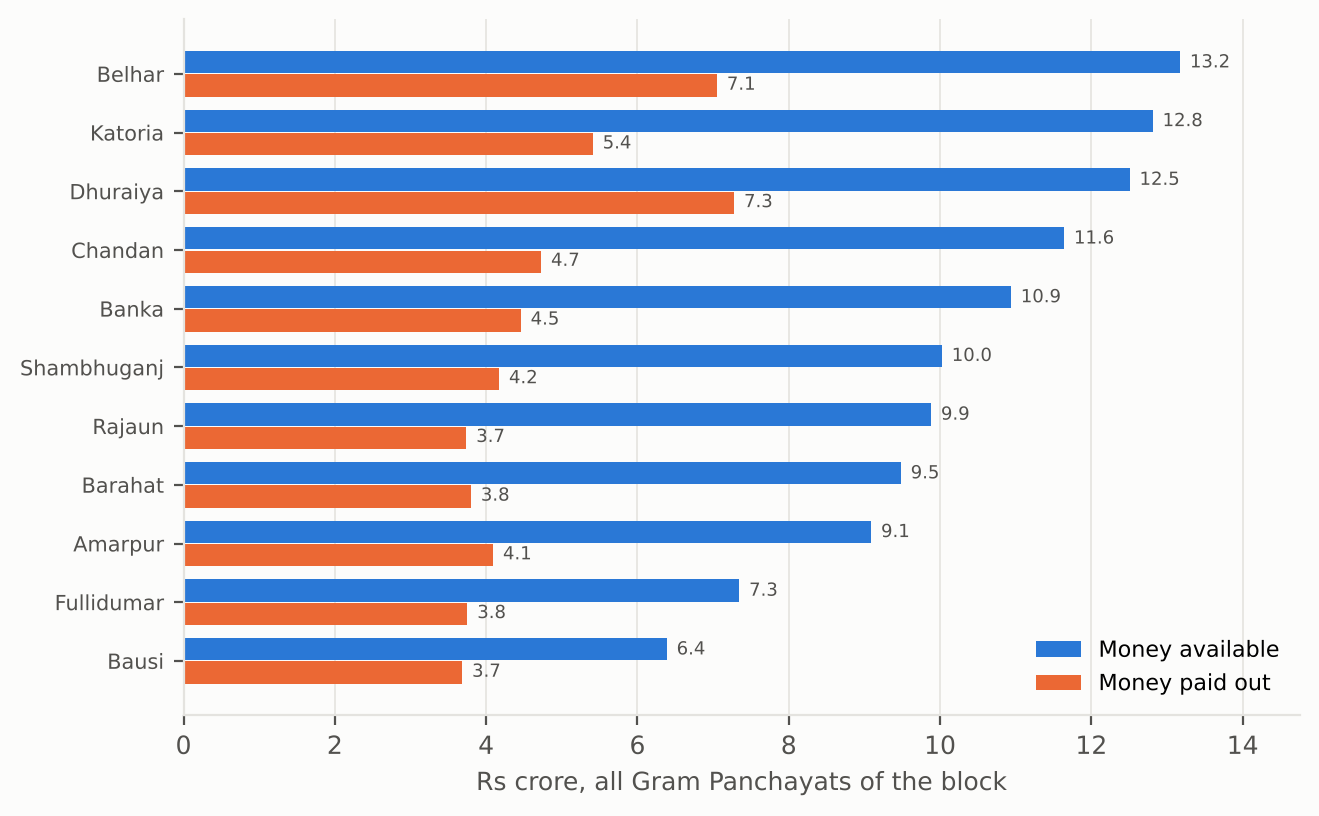 Belhar 13.2
7.1
Katoria 12.8
5.4
Dhuraiya 12.5
7.3
Chandan 11.6
4.7
Banka 10.9
4.5
Shambhuganj 10.0
4.2
Rajaun 9.9
3.7
Barahat 9.5
3.8
Amarpur 9.1
4.1
Fullidumar 7.3
3.8
Bausi 6.4
3.7
Money available
Money paid out
0 2 4 6 8 10 12 14
Rs crore, all Gram Panchayats of the block